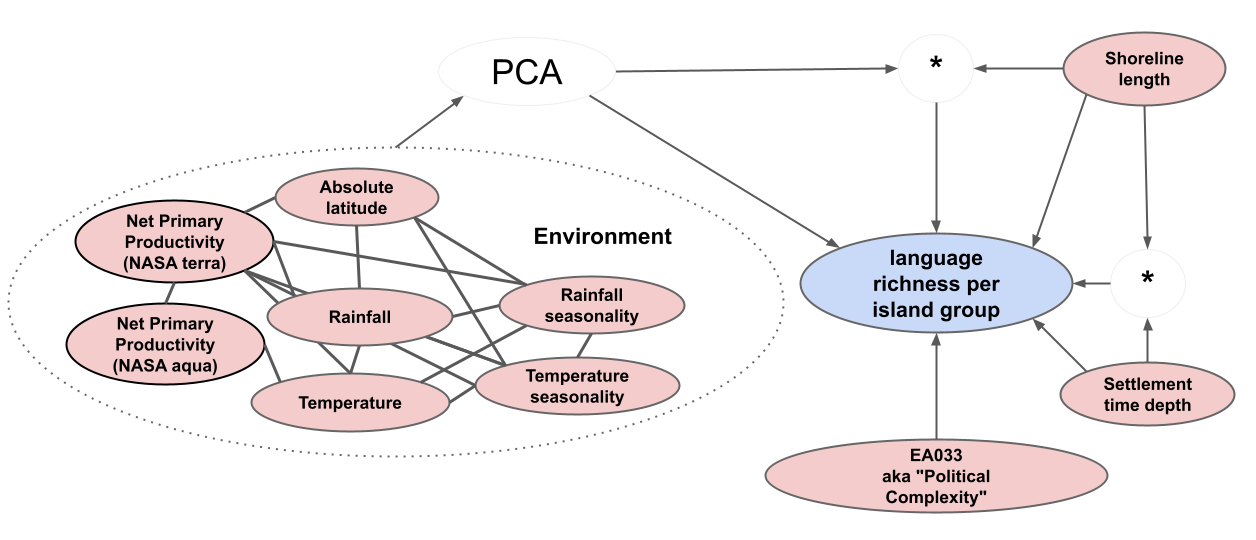 PCA
*
Shoreline
length
Absolute
latitude
Net Primary
Productivity
(NASA terra)
Environment
language
richness per
island group
*
Rainfall
Rainfall
seasonality
Net Primary
Productivity
(NASA aqua)
Temperature
Temperature
seasonality
Settlement
time depth
EA033
aka "Political
Complexity"